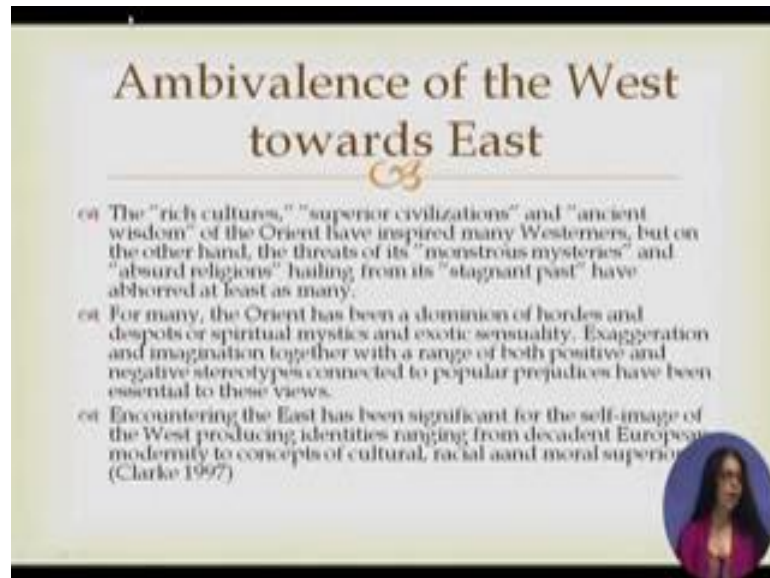 Ambivalence of the West
towards East
The "rich cultures," "superior civilizations" and "ancient
wisdom" of the Orient have inspired many Westerners, but on
the other hand, the threats of its "monstrous mysteries" and
"absurd religions" hailing from its "stagnant past" have
abhorred at least as many.
For many, the Orient has been a dominion of hordes and
despots or spiritual mystics and exotic sensuality. Exaggeration
and imagination together with a range of both positive and
negative stereotypes connected to popular prejudices have been
essential to these views.
Encountering the East has been significant for the self-image of
the West producing identities ranging from decadent
modernity to concepts of cultural, racial aand moral
(Clarke 1997)